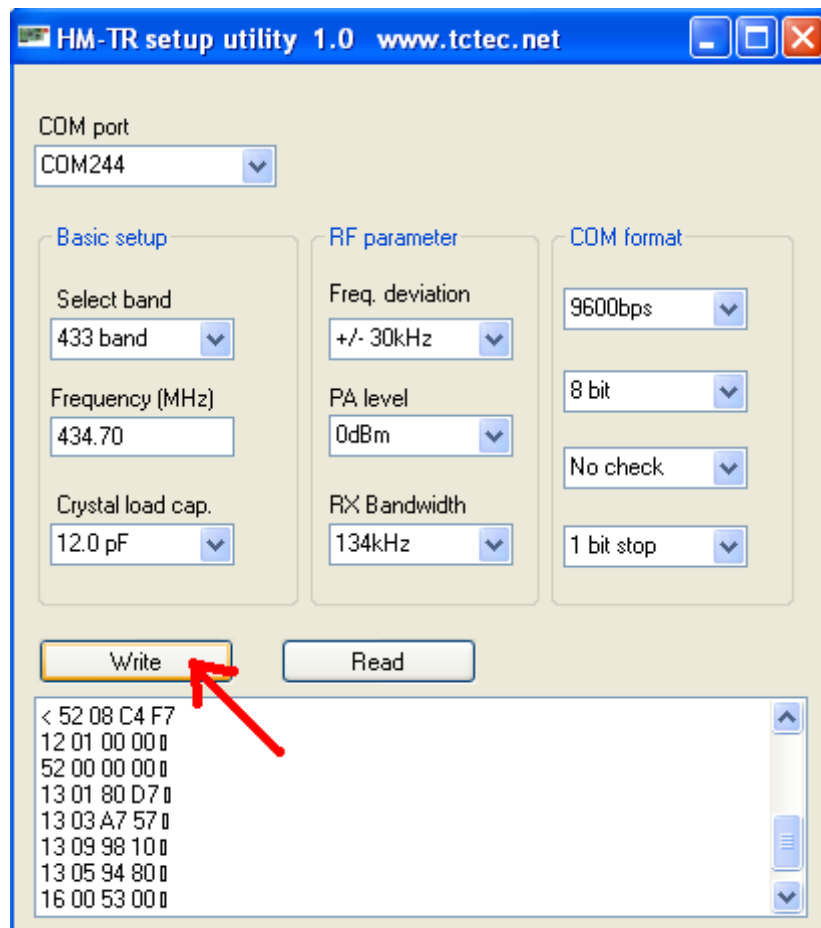 HM-TR setup utility 1.0 www.tctec.net
COM port
COM244
Basic setup
Select band
433 band
Frequency (MHz)
434.70
Crystal load cap.
12.0 pF
RF parameter
Freq. deviation
+/- 30kHz
PA level
0dBm
RX Bandwidth
134kHz
COM format
9600bps
8 bit
No check
1 bit stop
Write
Read
< 52 08 C4 F7
12 01 00 00▯
52 00 00 00▯
13 01 80 D7▯
13 03 A7 57▯
13 09 98 10▯
13 05 94 80▯
16 00 53 00▯